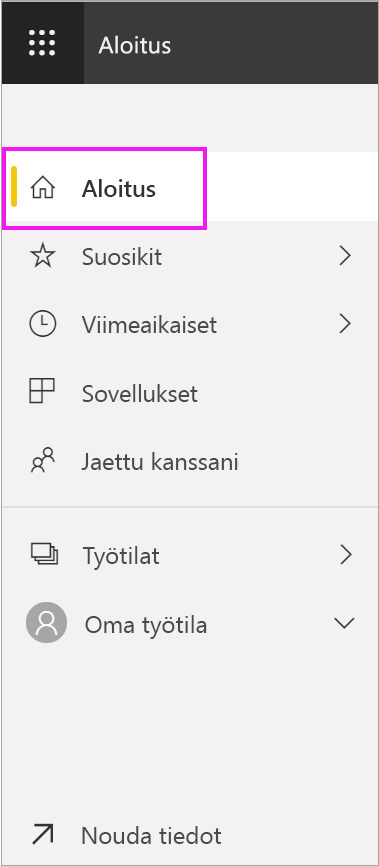 Aloitus
Aloitus
Suosikit
Viimeaikaiset
Sovellukset
Jaettu kanssani
Työtilat
Oma työtila
Nouda tiedot